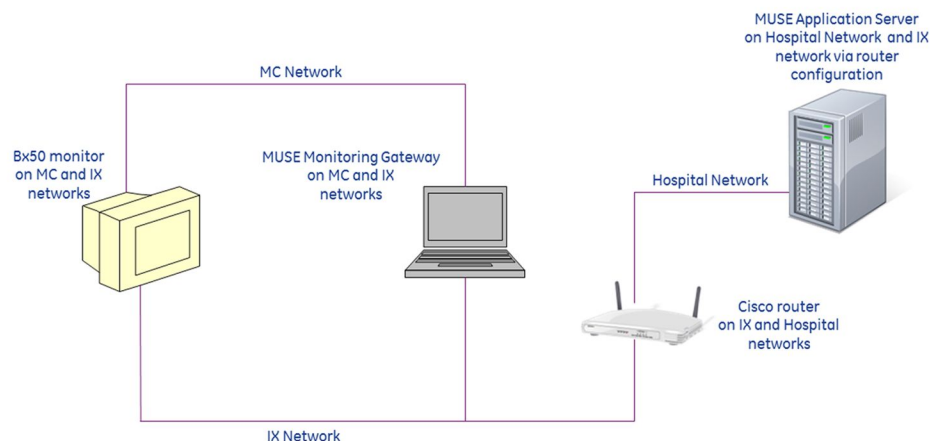 MUSE Application Server
on Hospital Network and IX
network via router
configuration
MC Network
Bx50 monitor
on MC and IX
networks
MUSE Monitoring Gateway
on MC and IX
networks
Hospital Network
Cisco router
on IX and Hospital
networks
IX Network